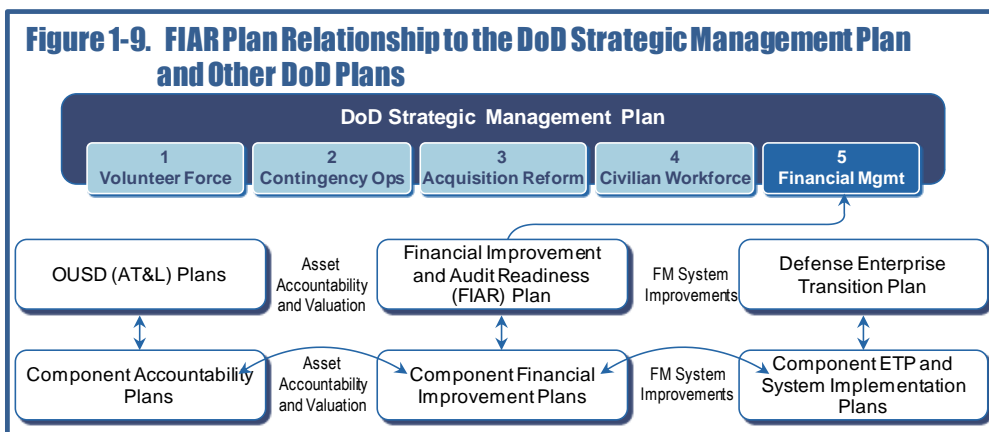 Figure 1-9. FIAR Plan Relationship to the DoD Strategic Management Plan
and Other DoD Plans
DoD Strategic Management Plan
1
Volunteer Force
2
Contingency Ops
3
Acquisition Reform
4
Civilian Workforce
5
Financial Mgmt
OUSD (AT&L) Plans
Asset
Accountability
and Valuation
Financial Improvement
and Audit Readiness
(FIAR) Plan
FM System
Improvements
Defense Enterprise
Transition Plan
Component Accountability
Plans
Asset
Accountability
and Valuation
Component Financial
Improvement Plans
FM System
Improvements
Component ETP and
System Implementation
Plans